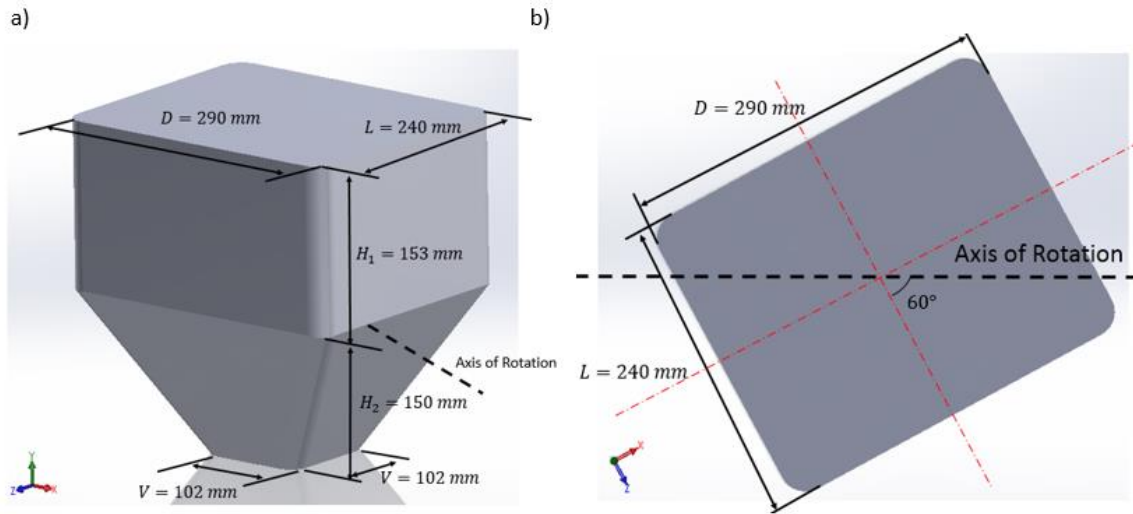 a)
D = 290 mm
L = 240 mm
H₁ = 153 mm
Axis of Rotation
H₂ = 150 mm
V = 102 mm
V = 102 mm
Y
Z
X
b)
D = 290 mm
Axis of Rotation
60°
L = 240 mm
X
Z